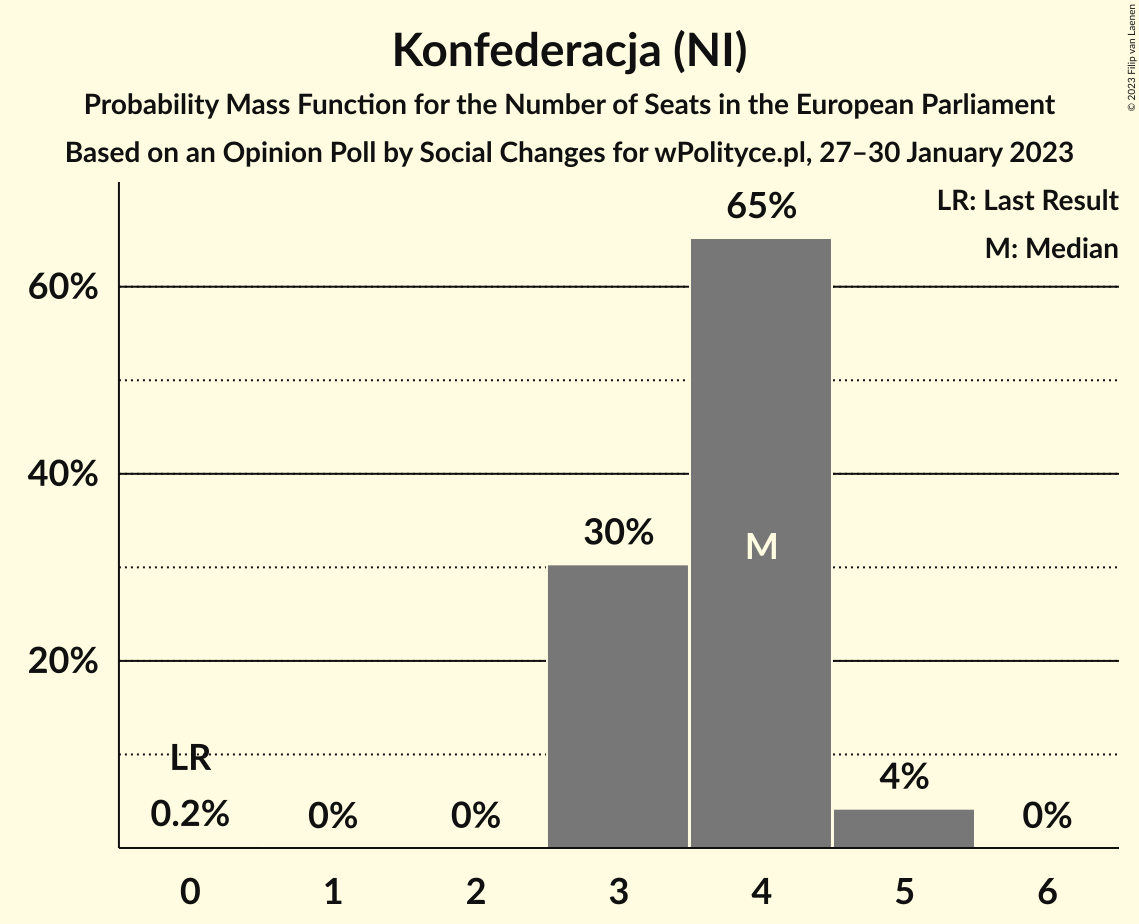 Konfederacja (NI)
Probability Mass Function for the Number of Seats in the European Parliament
Based on an Opinion Poll by Social Changes for wPolityce.pl, 27–30 January 2023
© 2023 Filip van Laenen
LR: Last Result
M: Median
65%
60%
40%
30%
M
20%
LR
0.2%
0%
0%
4%
0%
0 1 2 3 4 5 6